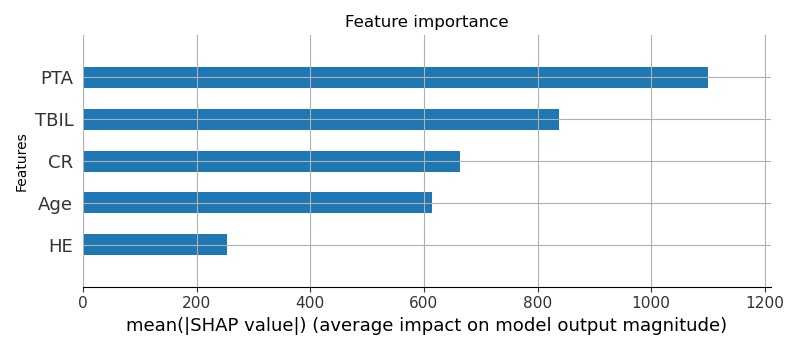 Feature importance
PTA
TBIL
CR
Age
HE
Features
0 200 400 600 800 1000 1200
mean(|SHAP value|) (average impact on model output magnitude)